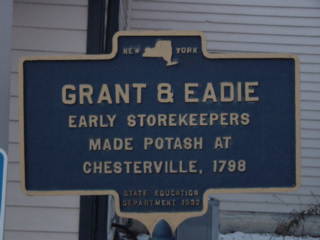 NEW YORK
GRANT & EADIE
EARLY STOREKEEPERS
MADE POTASH AT
CHESTERVILLE, 1798
STATE EDUCATION
DEPARTMENT 1932